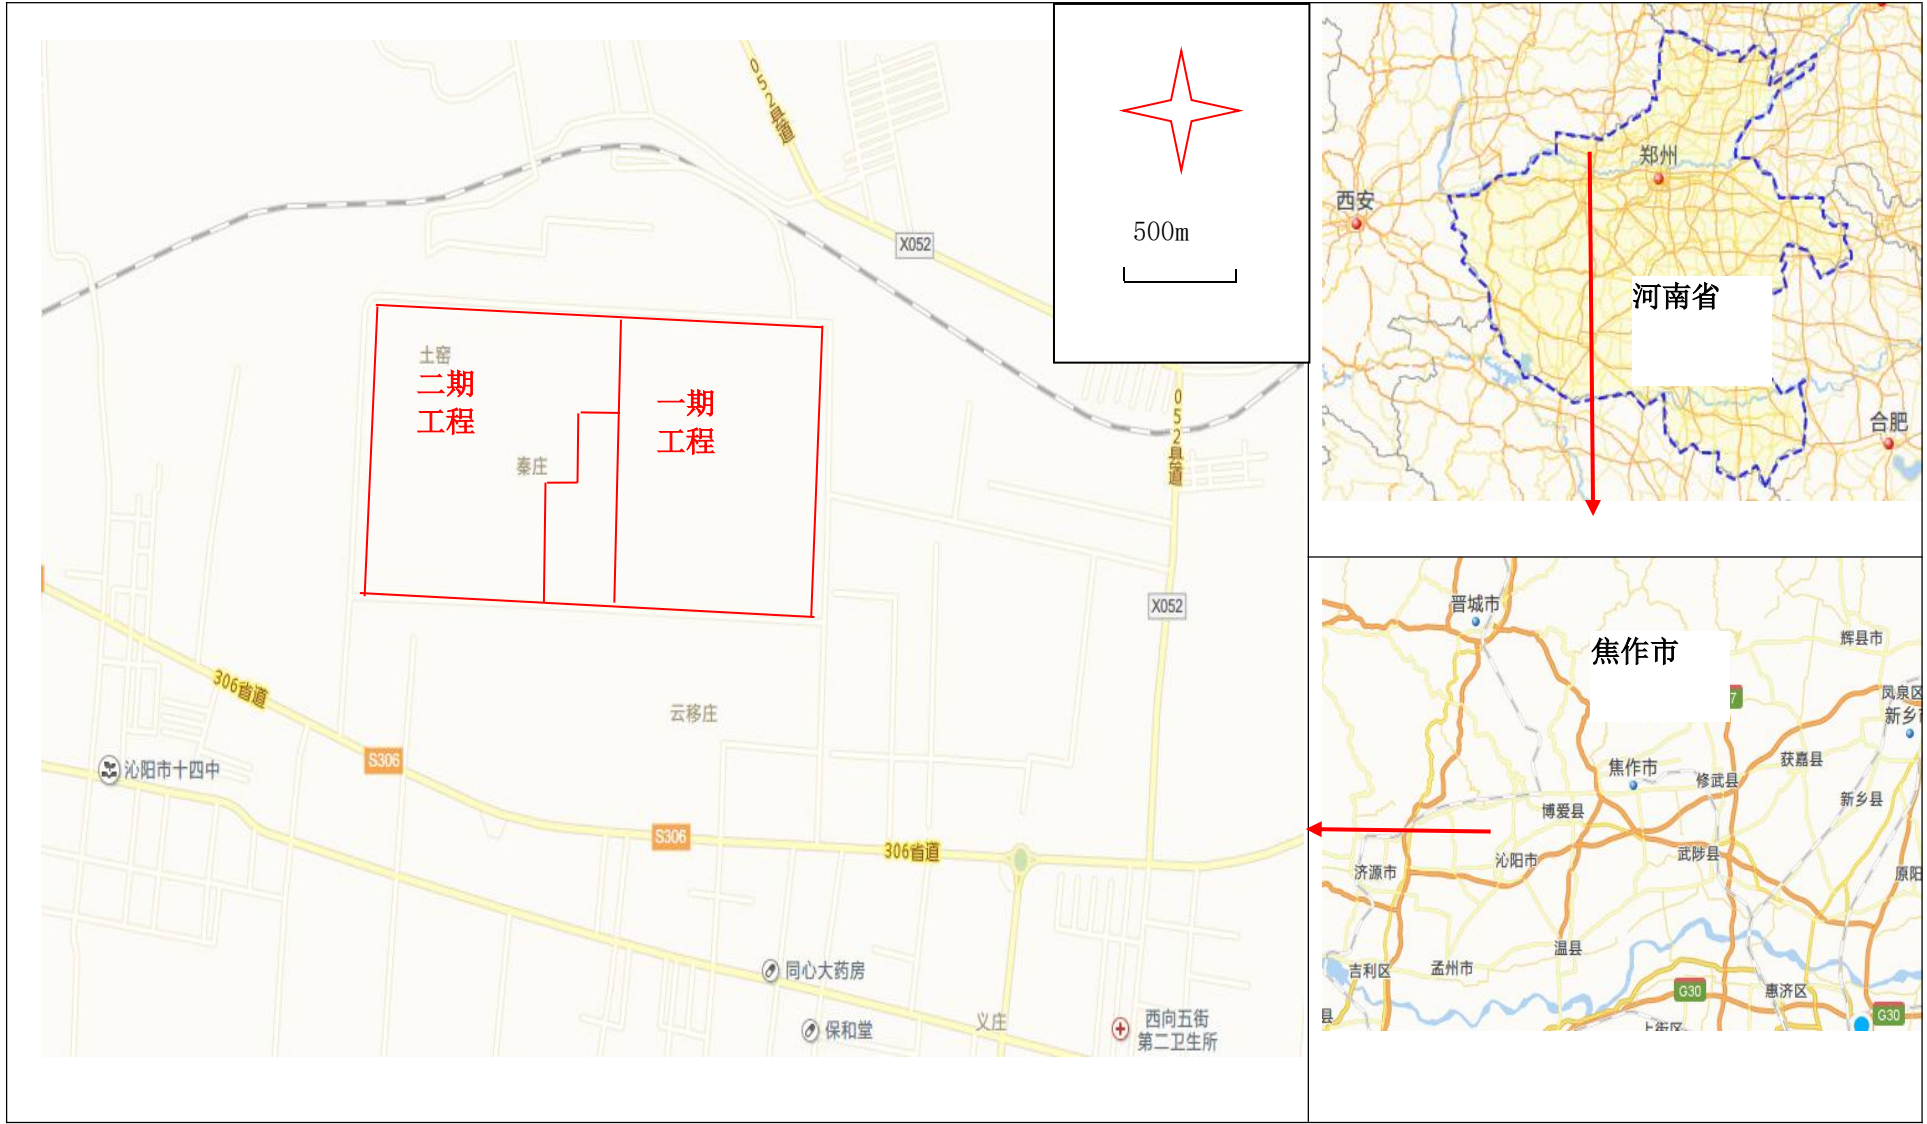 052县道
X052
500m
土窑
二期
工程
一期
工程
秦庄
052县道
X052
306省道
云移庄
S306
沁阳市十四中
S306
306省道
同心大药房
保和堂
义庄
西向五街
第二卫生所
郑州
西安
河南省
合肥
晋城市
焦作市
辉县市
7
凤泉区
新乡
焦作市
修武县
获嘉县
博爱县
新乡县
沁阳市
武陟县
济源市
原阳
温县
吉利区
孟州市
G30
惠济区
G30
县
上街区